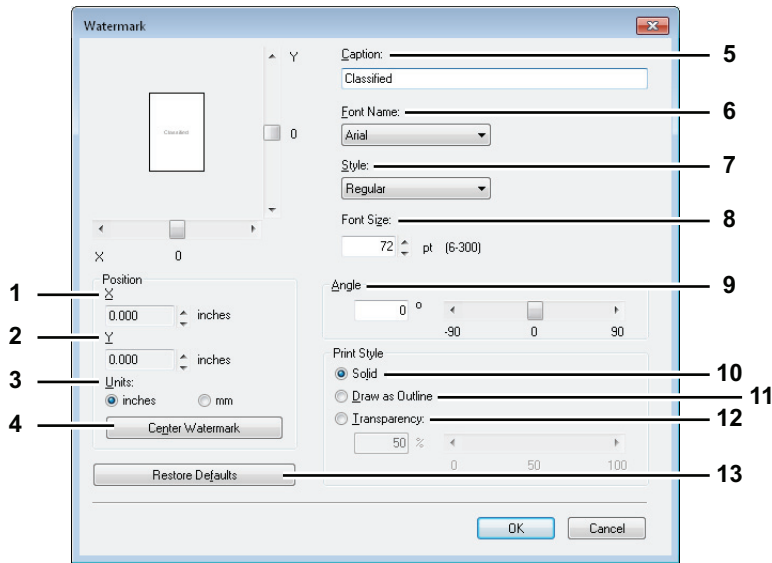 Watermark
Y
0
Classified
X 0
Position
1
X
0.000 inches
2
Y
0.000 inches
3
Units:
inches mm
4
Center Watermark
Restore Defaults
13
Caption:
5
Classified
Font Name:
6
Arial
Style:
7
Regular
Font Size:
8
72 pt (6-300)
Angle
9
0 °
-90 0 90
Print Style
Solid
10
Draw as Outline
11
Transparency:
12
50 %
0 50 100
OK Cancel